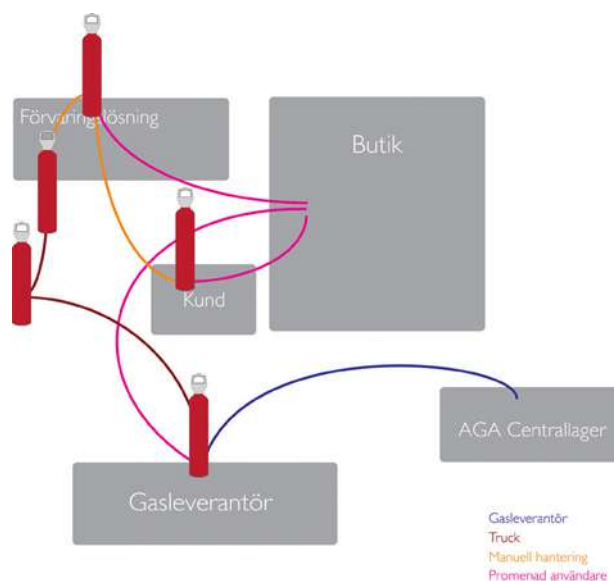 Förvaringslösning
Butik
Kund
AGA Centrallager
Gasleverantör
Gasleverantör
Truck
Manuell hantering
Promenad användare